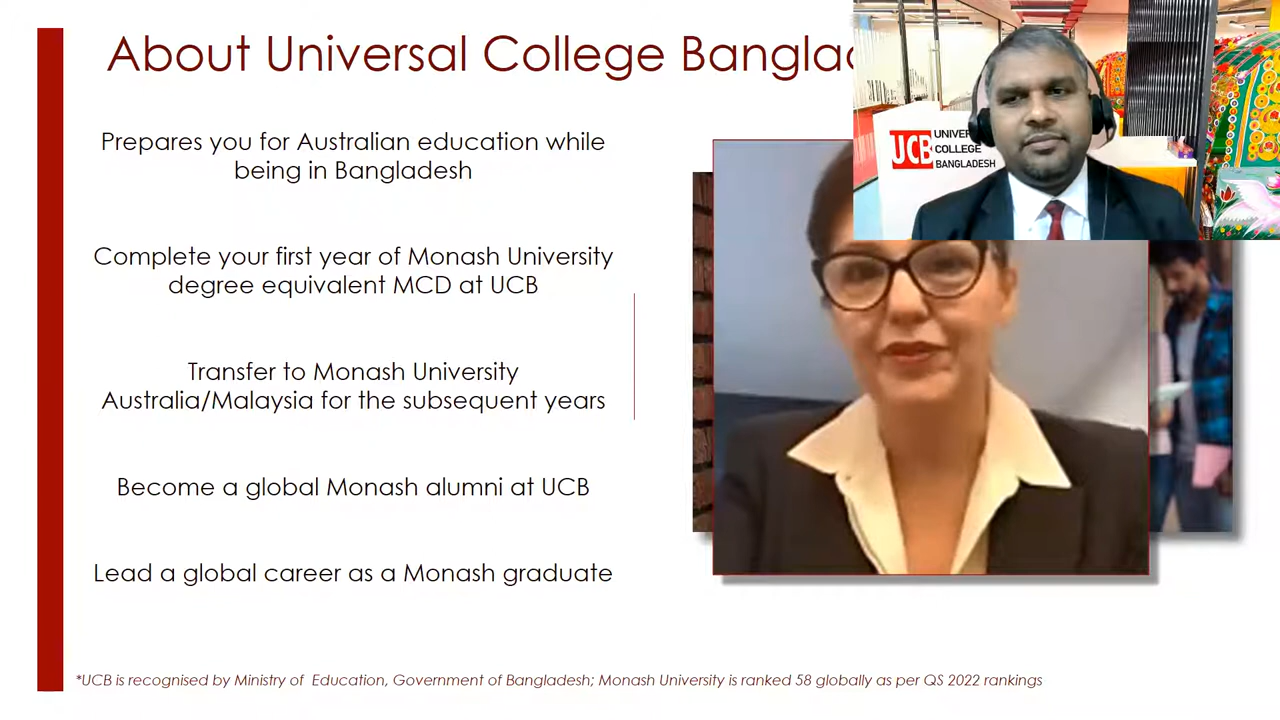 About Universal College
Prepares you for Australian education while
being in Bangladesh
Complete your first year of Monash University
degree equivalent MCD at UCB
Transfer to Monash University
Australia/Malaysia for the subsequent years
Become a global Monash alumni at UCB
Lead a global career as a Monash graduate
*UCB is recognised by Ministry of Education, Government of Bangladesh; Monash University is ranked 58 globally as per QS 2022 rankings
UCB
COLLEGE
BANGLADESH